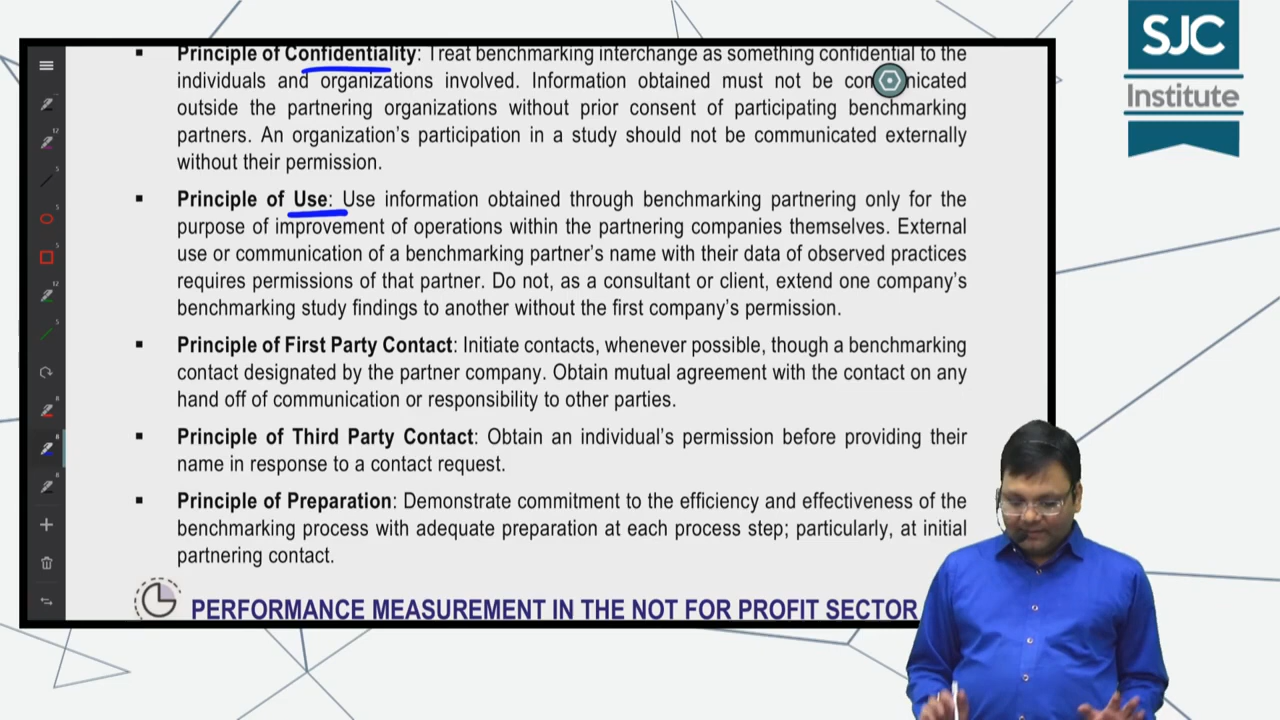 SJC
Institute
▪ Principle of Confidentiality: Treat benchmarking interchange as something confidential to the
individuals and organizations involved. Information obtained must not be
outside the partnering organizations without prior consent of participating benchmarking
partners. An organization's participation in a study should not be communicated externally
without their permission.
▪ Principle of Use: Use information obtained through benchmarking partnering only for the
purpose of improvement of operations within the partnering companies themselves. External
use or communication of a benchmarking partner's name with their data of observed practices
requires permissions of that partner. Do not, as a consultant or client, extend one company's
benchmarking study findings to another without the first company's permission.
▪ Principle of First Party Contact: Initiate contacts, whenever possible, though a benchmarking
contact designated by the partner company. Obtain mutual agreement with the contact on any
hand off of communication or responsibility to other parties.
▪ Principle of Third Party Contact: Obtain an individual's permission before providing their
name in response to a contact request.
▪ Principle of Preparation: Demonstrate commitment to the efficiency and effectiveness of the
benchmarking process with adequate preparation at each process step; particularly, at initial
partnering contact.
PERFORMANCE MEASUREMENT IN THE NOT FOR PROFIT SECTOR